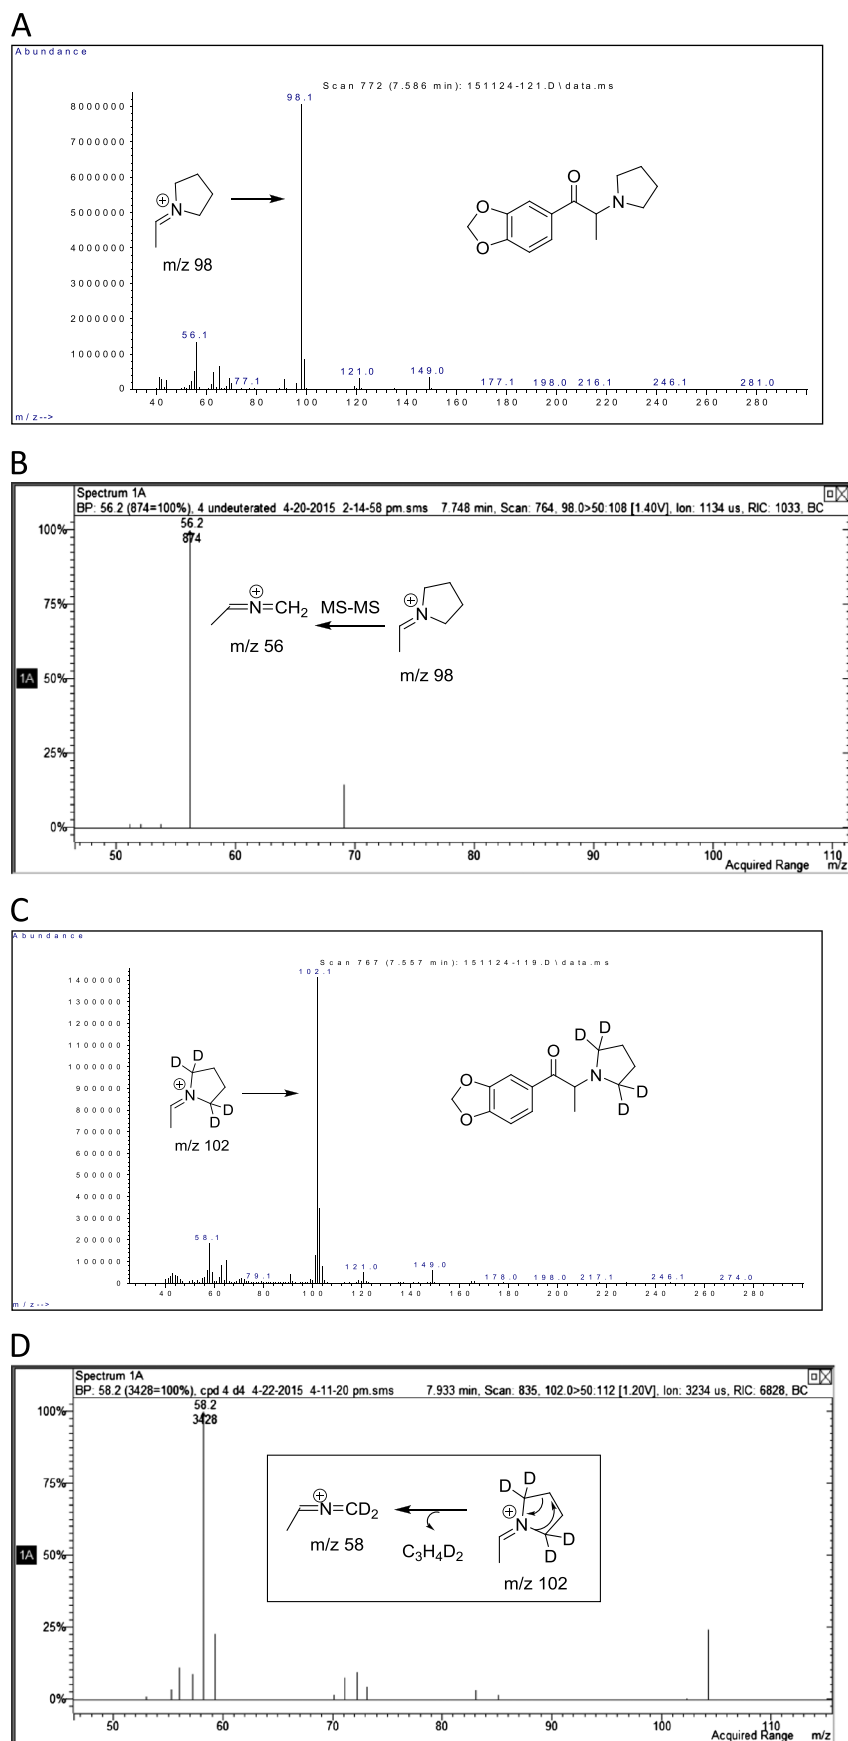 A
Abundance
Scan 772 (7.586 min): 151124-121.D\data.ms
98.1
8000000
7000000
6000000
5000000
4000000
3000000
2000000
1000000
0
m/z 98
O
N
O
O
N
56.1
77.1
121.0
149.0
177.1
198.0
216.1
246.1
281.0
40 60 80 100 120 140 160 180 200 220 240 260 280
m/z-->
B
Spectrum 1A
BP: 56.2 (874=100%), 4 undeuterated 4-20-2015 2-14-58 pm.sms 7.748 min, Scan: 764, 98.0>50:108 [1.40V], Ion: 1134 us, RIC: 1033, BC
56.2
874
100%
75%
50%
25%
0%
1A
N=CH2
m/z 56
MS-MS
N
m/z 98
50 60 70 80 90 100 110
Acquired Range m/z
C
Abundance
Scan 767 (7.557 min): 151124-119.D\data.ms
102.1
1400000
1300000
1200000
1100000
1000000
900000
800000
700000
600000
500000
400000
300000
200000
100000
0
D D
N
D
D
m/z 102
D D
O
N
O
O
D
D
58.1
79.1
121.0
149.0
178.0
198.0
217.1
246.1
274.0
40 60 80 100 120 140 160 180 200 220 240 260 280
m/z-->
D
Spectrum 1A
BP: 58.2 (3428=100%), cpd 4 d4 4-22-2015 4-11-20 pm.sms 7.933 min, Scan: 835, 102.0>50:112 [1.20V], Ion: 3234 us, RIC: 6828, BC
58.2
3428
100%
75%
50%
25%
0%
1A
N=CD2
m/z 58
C3H4D2
D D
N
D
D
m/z 102
50 60 70 80 90 100 110
Acquired Range m/z